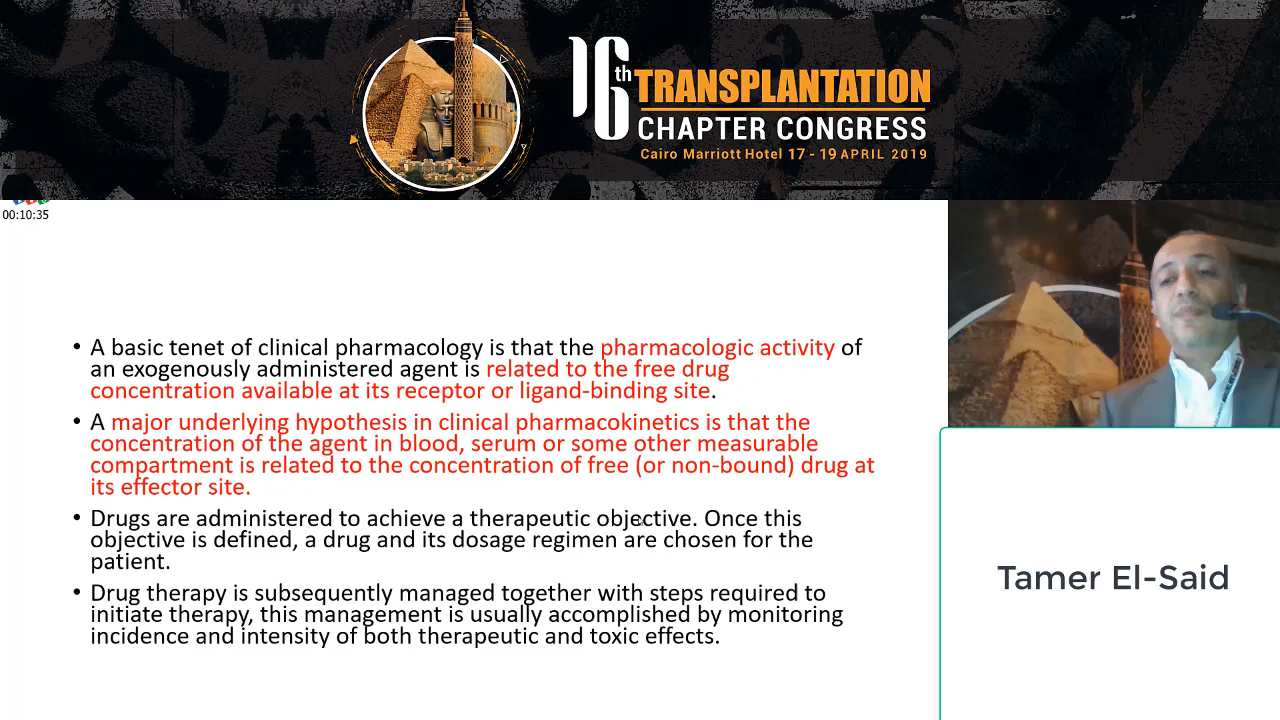 16th TRANSPLANTATION
CHAPTER CONGRESS
Cairo Marriott Hotel 17 - 19 APRIL 2019
00:10:35
• A basic tenet of clinical pharmacology is that the pharmacologic activity of
an exogenously administered agent is related to the free drug
concentration available at its receptor or ligand-binding site.
• A major underlying hypothesis in clinical pharmacokinetics is that the
concentration of the agent in blood, serum or some other measurable
compartment is related to the concentration of free (or non-bound) drug at
its effector site.
• Drugs are administered to achieve a therapeutic objective. Once this
objective is defined, a drug and its dosage regimen are chosen for the
patient.
• Drug therapy is subsequently managed together with steps required to
initiate therapy, this management is usually accomplished by monitoring
incidence and intensity of both therapeutic and toxic effects.
Tamer El-Said